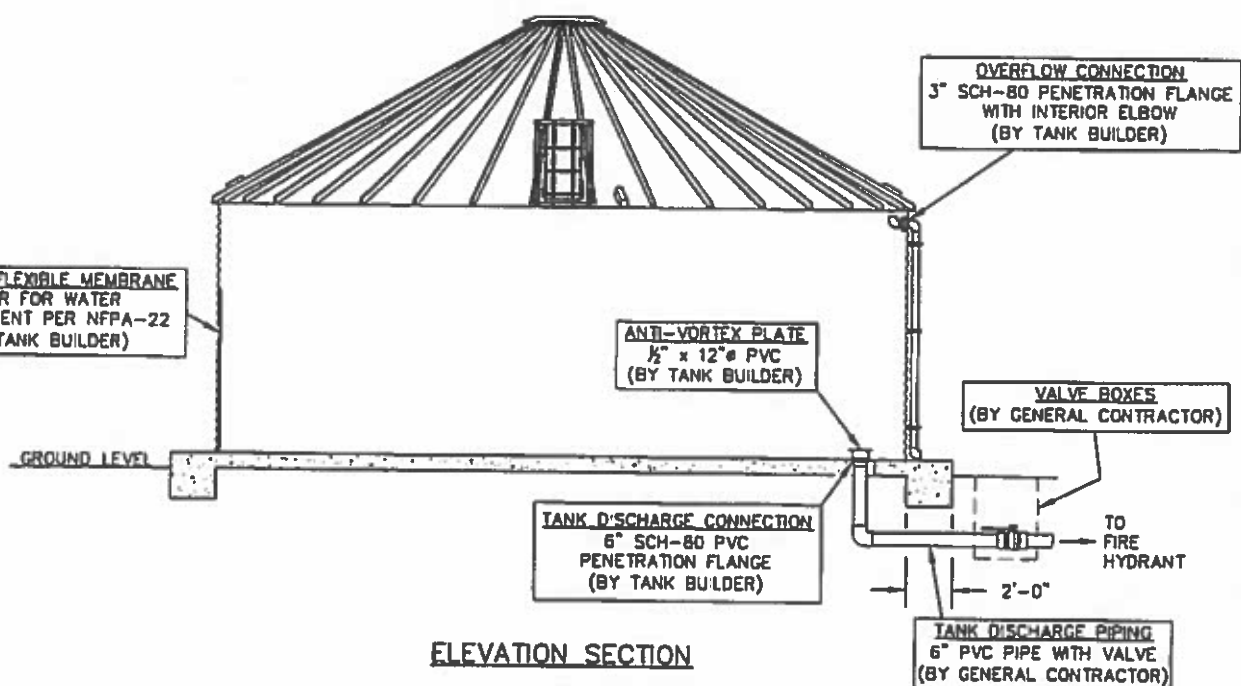 OVERFLOW CONNECTION
3" SCH-80 PENETRATION FLANGE
WITH INTERIOR ELBOW
(BY TANK BUILDER)
FLEXIBLE MEMBRANE
R FOR WATER
ENT PER NFPA-22
TANK BUILDER)
ANTI-VORTEX PLATE
½" x 12"ø PVC
(BY TANK BUILDER)
VALVE BOXES
(BY GENERAL CONTRACTOR)
GROUND LEVEL
TANK DISCHARGE CONNECTION
6" SCH-80 PVC
PENETRATION FLANGE
(BY TANK BUILDER)
TO
FIRE
HYDRANT
2'-0"
TANK DISCHARGE PIPING
6" PVC PIPE WITH VALVE
(BY GENERAL CONTRACTOR)
ELEVATION SECTION